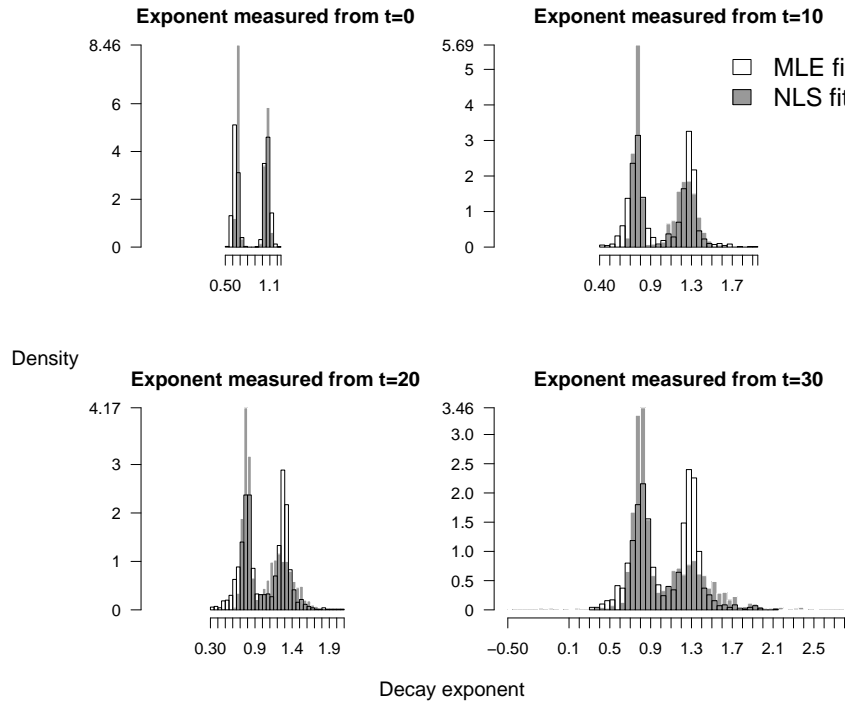 Exponent measured from t=0
8.46
6
4
2
0
0.50 1.1
Exponent measured from t=10
5.69
5
4
3
2
1
0
0.40 0.9 1.3 1.7
MLE fi
NLS fit
Density
Exponent measured from t=20
4.17
3
2
1
0
0.30 0.9 1.4 1.9
Exponent measured from t=30
3.46
3.0
2.5
2.0
1.5
1.0
0.5
0
−0.50 0.1 0.5 0.9 1.3 1.7 2.1 2.5
Decay exponent